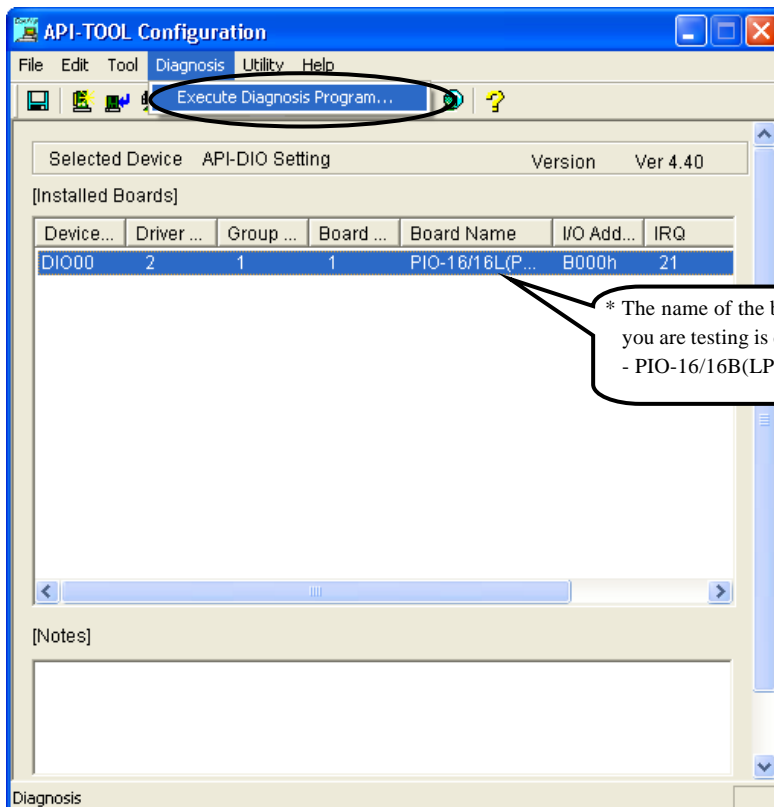 API-TOOL Configuration
File Edit Tool Diagnosis Utility Help
Execute Diagnosis Program...
Selected Device API-DIO Setting Version Ver 4.40
[Installed Boards]
Device... Driver ... Group ... Board ... Board Name I/O Add... IRQ
DIO00 2 1 1 PIO-16/16L(P... B000h 21
* The name of the
you are testing is
- PIO-16/16B(LP
[Notes]
Diagnosis